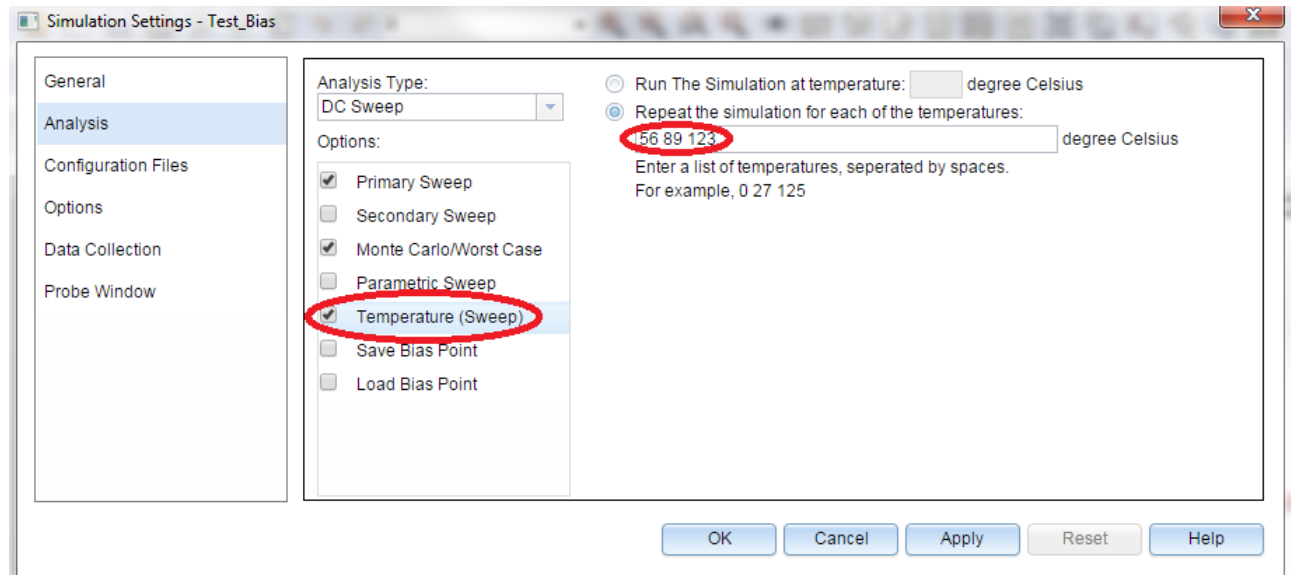 Simulation Settings - Test_Bias
X
General
Analysis
Configuration Files
Options
Data Collection
Probe Window
Analysis Type:
DC Sweep
Options:
Primary Sweep
Secondary Sweep
Monte Carlo/Worst Case
Parametric Sweep
Temperature (Sweep)
Save Bias Point
Load Bias Point
Run The Simulation at temperature: degree Celsius
Repeat the simulation for each of the temperatures:
56 89 123 degree Celsius
Enter a list of temperatures, seperated by spaces.
For example, 0 27 125
OK Cancel Apply Reset Help